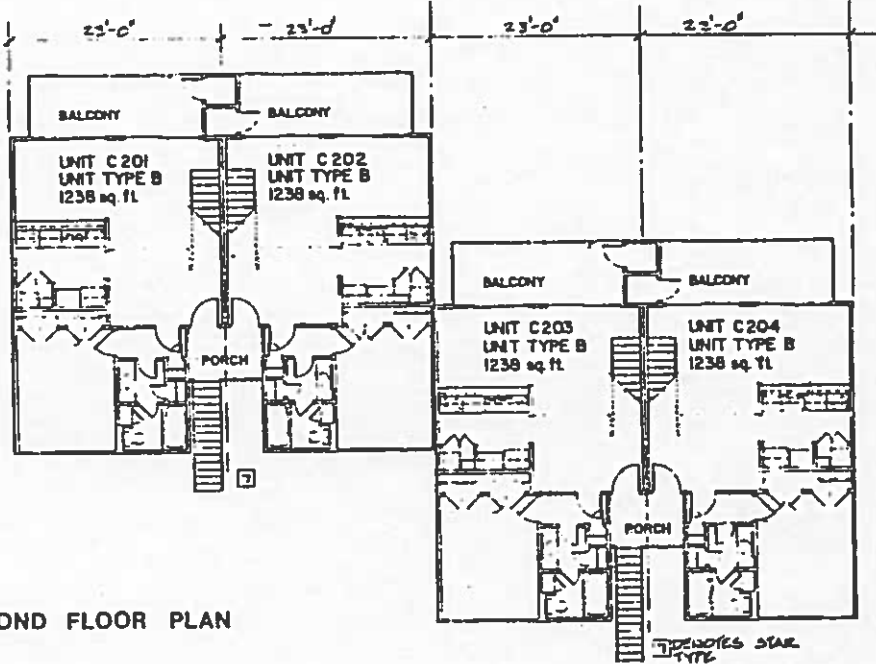 23'-0" 23'-0" 23'-0" 23'-0"
BALCONY BALCONY
UNIT C201 UNIT C202
UNIT TYPE B UNIT TYPE B
1238 sq. ft. 1238 sq. ft.
BALCONY BALCONY
UNIT C203 UNIT C204
UNIT TYPE B UNIT TYPE B
1238 sq. ft. 1238 sq. ft.
PORCH
7
PORCH
OND FLOOR PLAN
7 DENOTES STAIR
TYPE